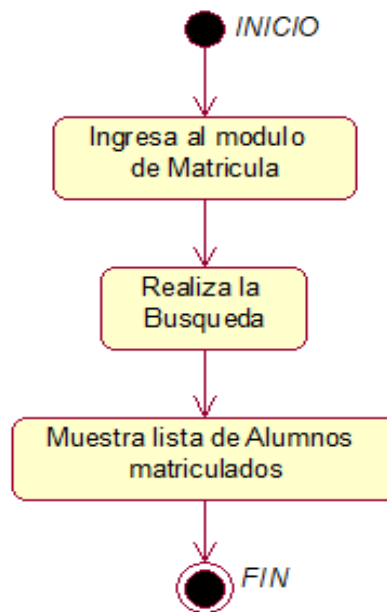 INICIO
Ingresa al modulo
de Matricula
Realiza la
Busqueda
Muestra lista de Alumnos
matriculados
FIN